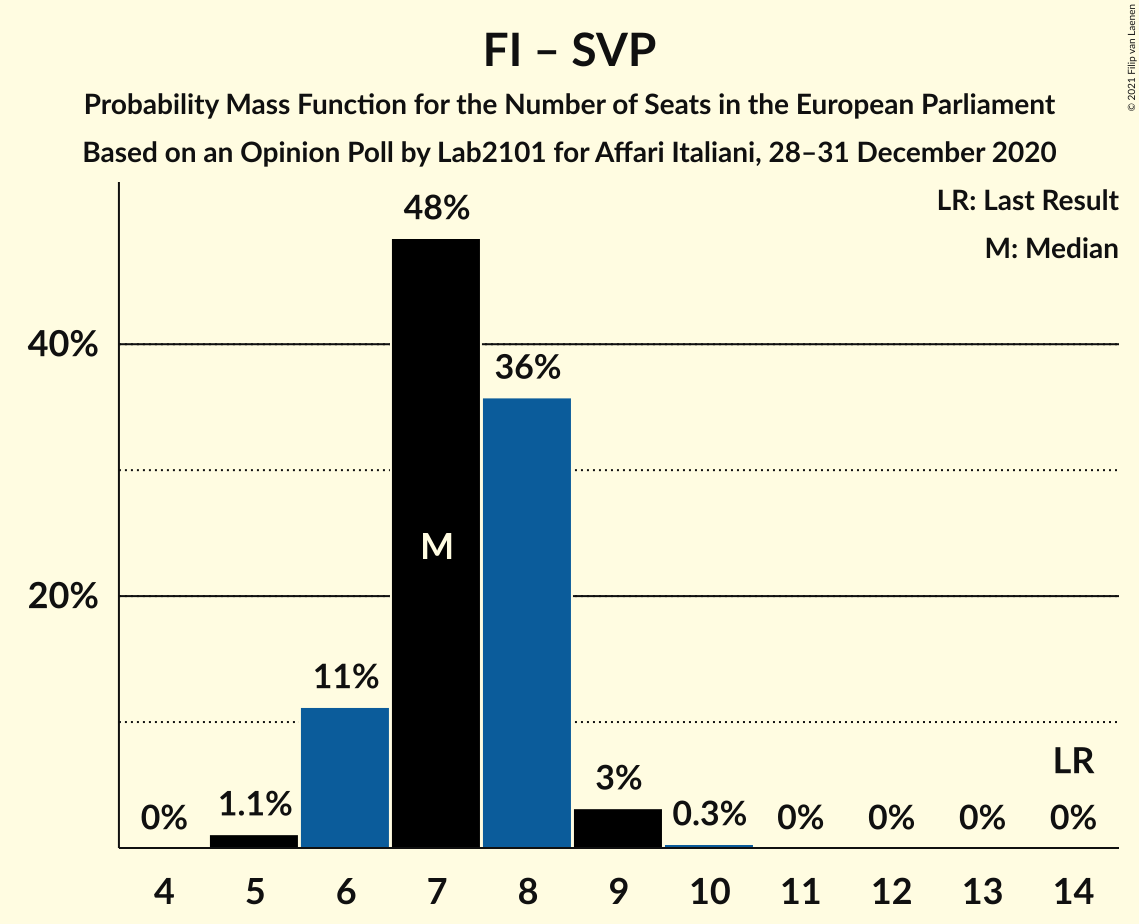 FI – SVP
Probability Mass Function for the Number of Seats in the European Parliament
Based on an Opinion Poll by Lab2101 for Affari Italiani, 28–31 December 2020
© 2021 Filip van Laenen
LR: Last Result
M: Median
48%
40%
36%
M
20%
11%
LR
3%
1.1%
0.3%
0%
0%
0%
0%
0%
4 5 6 7 8 9 10 11 12 13 14